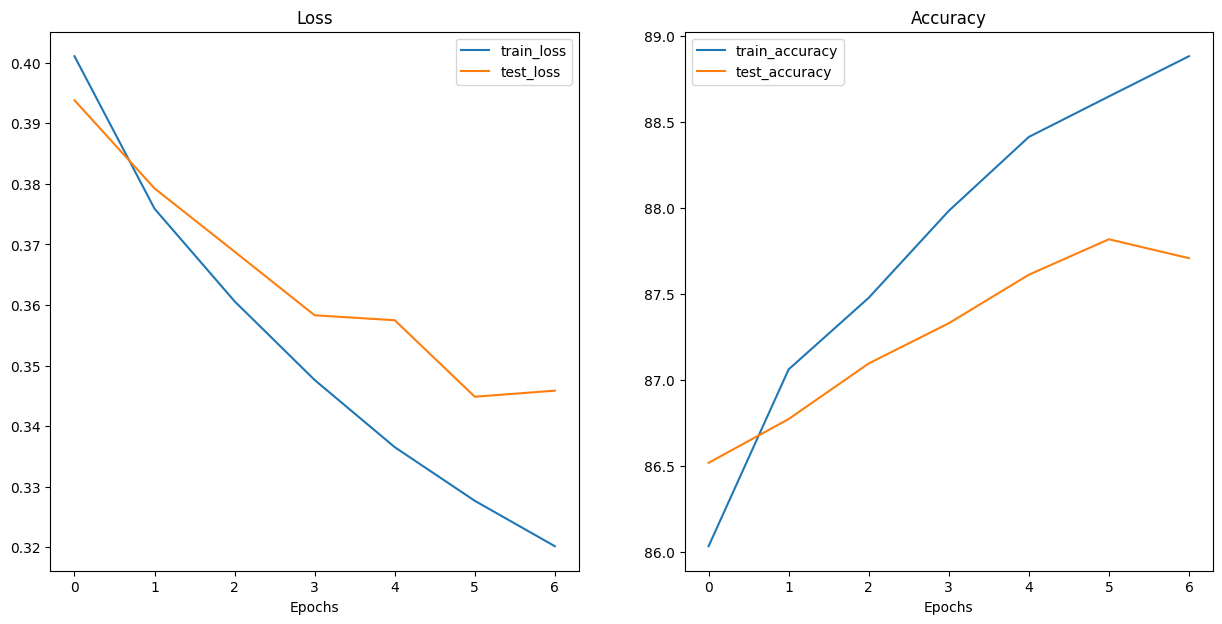 Loss
0.40
0.39
0.38
0.37
0.36
0.35
0.34
0.33
0.32
train_loss
test_loss
0 1 2 3 4 5 6
Epochs
Accuracy
89.0
88.5
88.0
87.5
87.0
86.5
86.0
train_accuracy
test_accuracy
0 1 2 3 4 5 6
Epochs